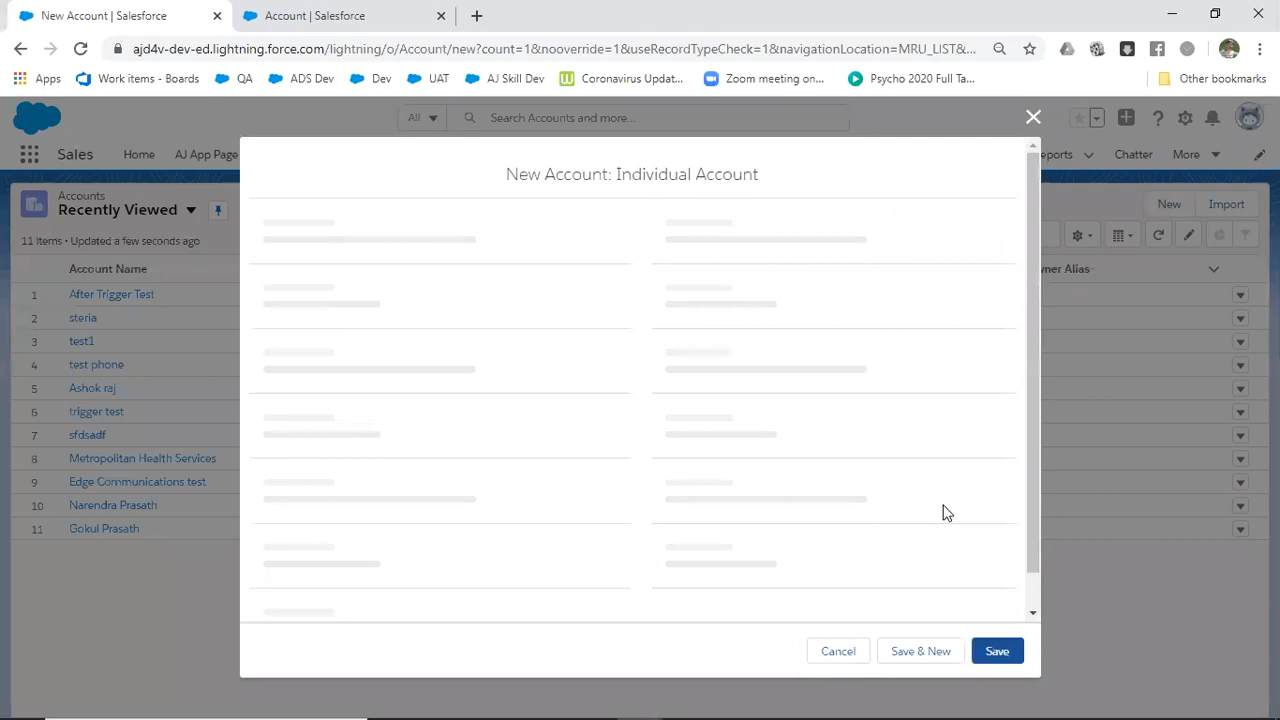 New Account | Salesforce
Account | Salesforce
ajd4v-dev-ed.lightning.force.com/lightning/o/Account/new?count=1&nooverride=1&useRecordTypeCheck=1&navigationLocation=MRU_LIST&...
Apps
Work items - Boards
QA
ADS Dev
Dev
UAT
AJ Skill Dev
Coronavirus Updat...
Zoom meeting on...
Psycho 2020 Full Ta...
Other bookmarks
All
Search Accounts and more...
Sales
Home
AJ App Page
eports
Chatter
More
Accounts
Recently Viewed
New
Import
11 items • Updated a few seconds ago
Account Name
wner Alias
1 After Trigger Test
2 steria
3 test1
4 test phone
5 Ashok raj
6 trigger test
7 sfdsadf
8 Metropolitan Health Services
9 Edge Communications test
10 Narendra Prasath
11 Gokul Prasath
New Account: Individual Account
Cancel
Save & New
Save